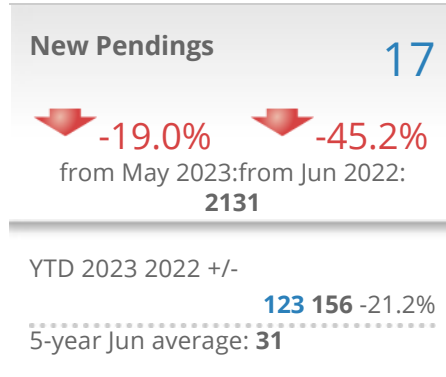 New Pendings 17
-19.0% -45.2%
from May 2023:from Jun 2022:
2131
YTD 2023 2022 +/-
123 156 -21.2%
5-year Jun average: 31